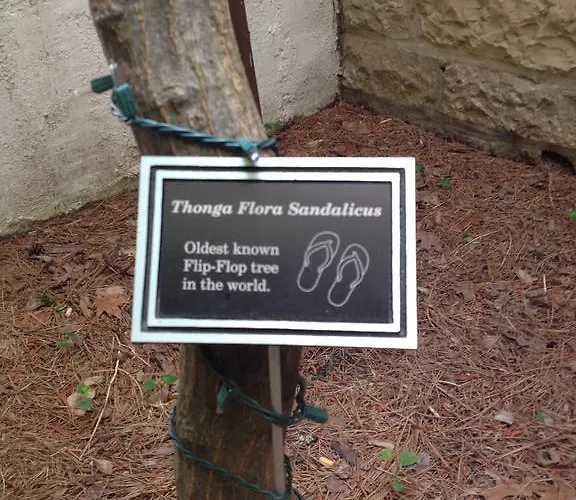 Thonga Flora Sandalicus
Oldest known
Flip-Flop tree
in the world.